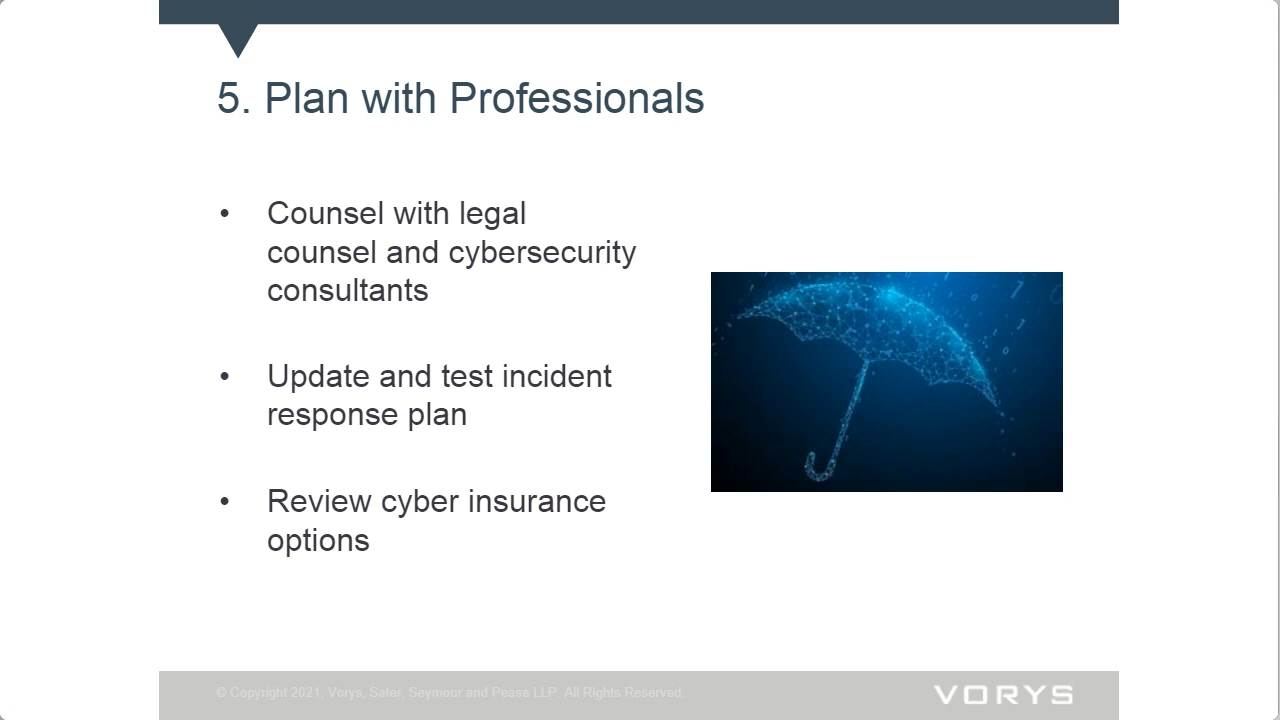 5. Plan with Professionals
• Counsel with legal
counsel and cybersecurity
consultants
• Update and test incident
response plan
• Review cyber insurance
options
© Copyright 2021, Vorys, Sater, Seymour and Pease LLP. All Rights Reserved.
VORYS